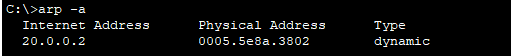 C:\>arp -a
Internet Address Physical Address Type
20.0.0.2 0005.5e8a.3802 dynamic